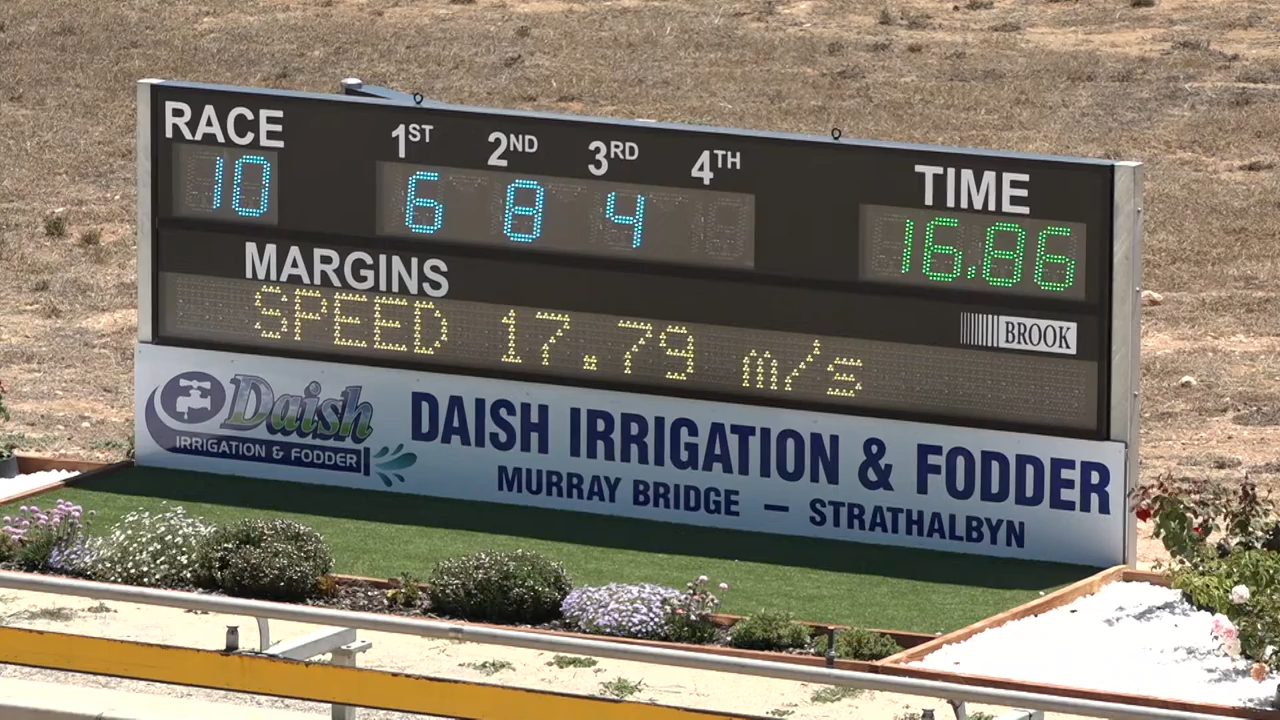 RACE 1ST 2ND 3RD 4TH TIME
10 6 8 4 16.86
MARGINS
BROOK
SPEED 17.79 m/s
Daish
IRRIGATION & FODDER
DAISH IRRIGATION & FODDER
MURRAY BRIDGE – STRATHALBYN